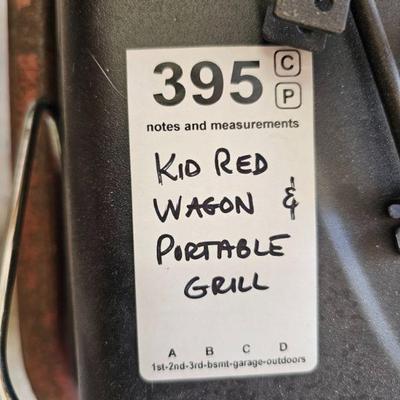 395 C
P
notes and measurements
KID RED
WAGON &
PORTABLE
GRILL
A B C D
1st-2nd-3rd-bsmt-garage-outdoors